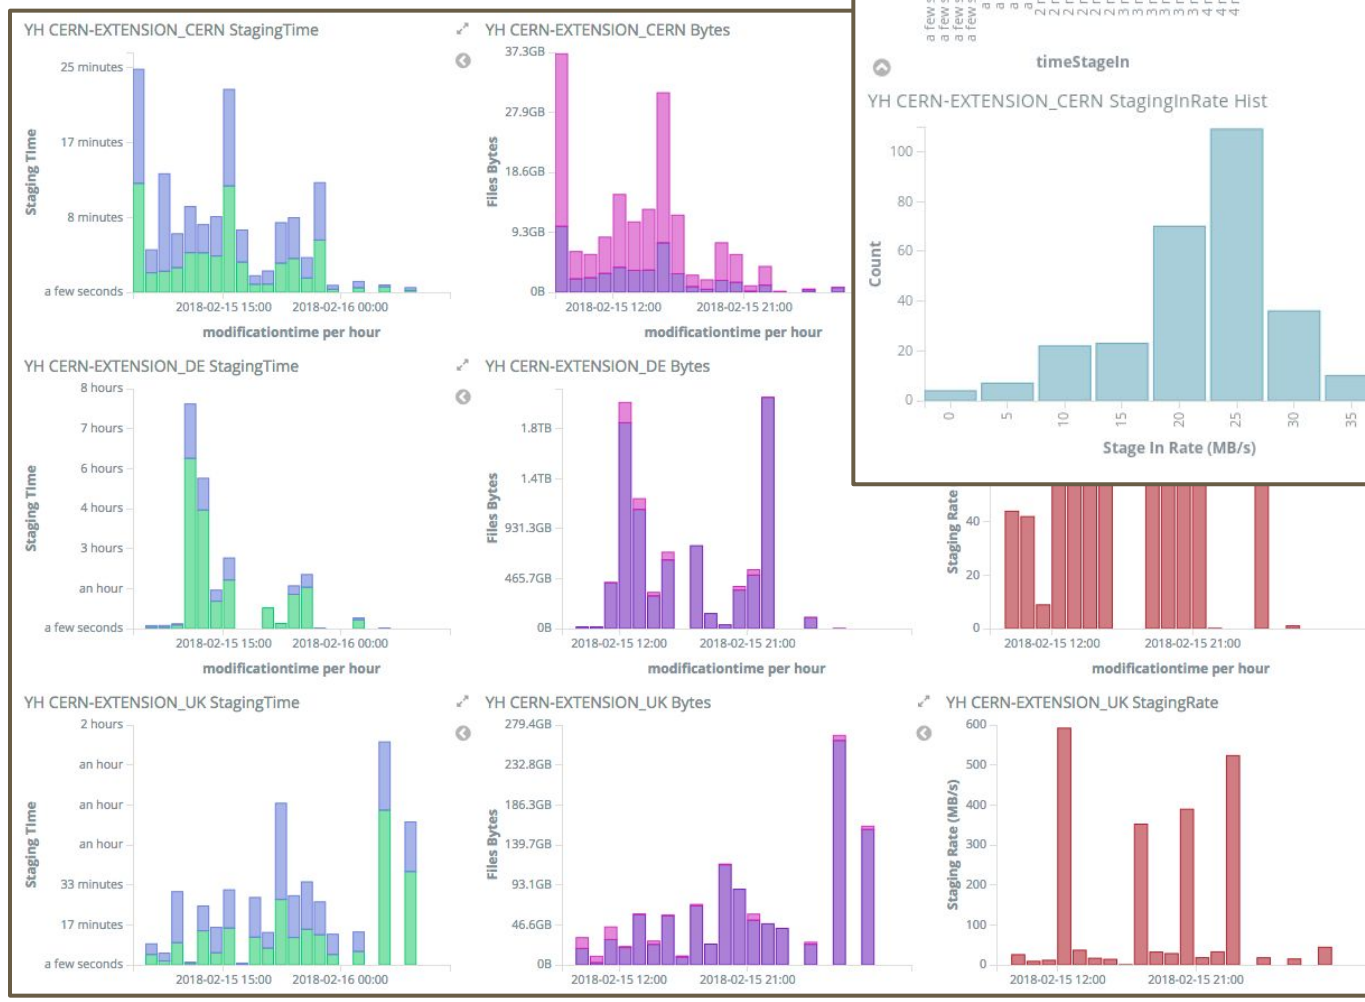 YH CERN-EXTENSION_CERN StagingTime
25 minutes
17 minutes
8 minutes
a few seconds
Staging Time
2018-02-15 15:00 2018-02-16 00:00
modificationtime per hour
YH CERN-EXTENSION_CERN Bytes
37.3GB
27.9GB
18.6GB
9.3GB
0B
Files Bytes
2018-02-15 12:00 2018-02-15 21:00
modificationtime per hour
a few s
a few s
a few s
a few s
timeStageIn
YH CERN-EXTENSION_CERN StagingInRate Hist
100
80
60
40
20
0
Count
0 5 10 15 20 25 30 35
Stage In Rate (MB/s)
YH CERN-EXTENSION_DE StagingTime
8 hours
7 hours
6 hours
4 hours
3 hours
an hour
a few seconds
Staging Time
2018-02-15 15:00 2018-02-16 00:00
modificationtime per hour
YH CERN-EXTENSION_DE Bytes
1.8TB
1.4TB
931.3GB
465.7GB
0B
Files Bytes
2018-02-15 12:00 2018-02-15 21:00
modificationtime per hour
40
20
0
Staging Rate
2018-02-15 12:00 2018-02-15 21:00
modificationtime per hour
YH CERN-EXTENSION_UK StagingTime
2 hours
an hour
an hour
an hour
33 minutes
17 minutes
a few seconds
Staging Time
2018-02-15 15:00 2018-02-16 00:00
YH CERN-EXTENSION_UK Bytes
279.4GB
232.8GB
186.3GB
139.7GB
93.1GB
46.6GB
0B
Files Bytes
2018-02-15 12:00 2018-02-15 21:00
YH CERN-EXTENSION_UK StagingRate
600
500
400
300
200
100
0
Staging Rate (MB/s)
2018-02-15 12:00 2018-02-15 21:00